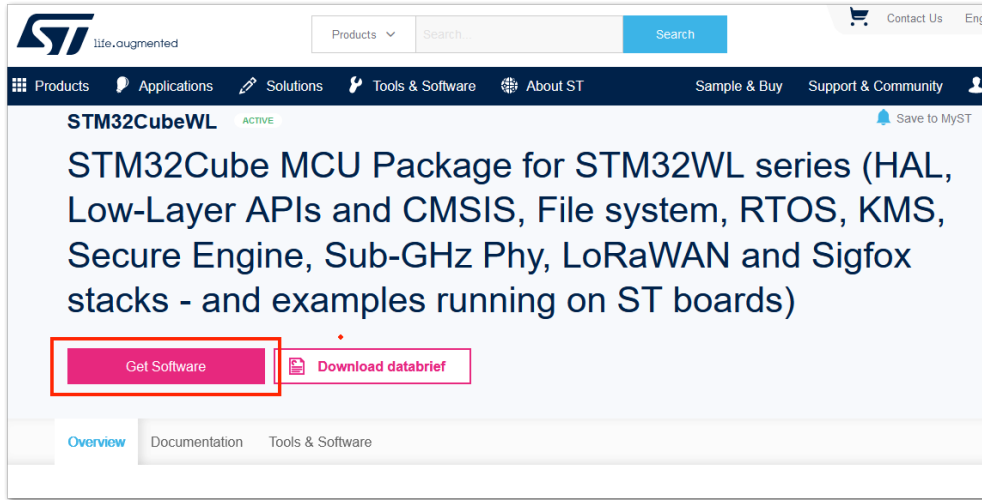 ST life.augmented
Products
Search...
Search
Contact Us
Products Applications Solutions Tools & Software About ST Sample & Buy Support & Community
STM32CubeWL ACTIVE
Save to MyST
STM32Cube MCU Package for STM32WL series (HAL,
Low-Layer APIs and CMSIS, File system, RTOS, KMS,
Secure Engine, Sub-GHz Phy, LoRaWAN and Sigfox
stacks - and examples running on ST boards)
Get Software
Download databrief
Overview Documentation Tools & Software